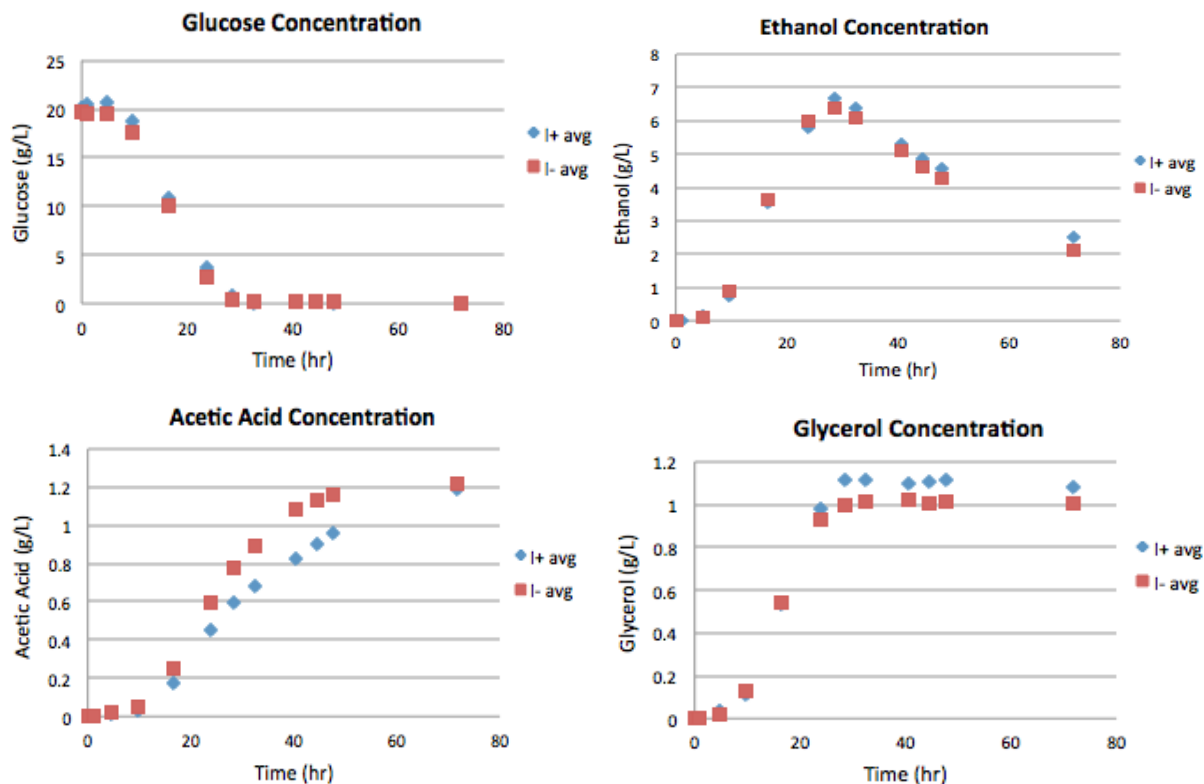 Glucose Concentration
25
20
15
10
5
0
Glucose (g/L)
0 20 40 60 80
Time (hr)
I+ avg
I- avg
Ethanol Concentration
8
7
6
5
4
3
2
1
0
Ethanol (g/L)
0 20 40 60 80
Time (hr)
I+ avg
I- avg
Acetic Acid Concentration
1.4
1.2
1
0.8
0.6
0.4
0.2
0
Acetic Acid (g/L)
0 20 40 60 80
Time (hr)
I+ avg
I- avg
Glycerol Concentration
1.2
1
0.8
0.6
0.4
0.2
0
Glycerol (g/L)
0 20 40 60 80
Time (hr)
I+ avg
I- avg